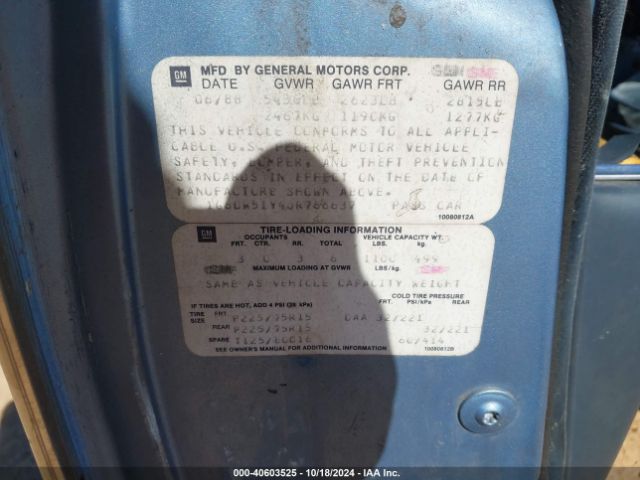 GM MFD BY GENERAL MOTORS CORP.
DATE GVWR GAWR FRT GAWR RR
06/88 2623LB 2819LB
2467KG 1190KG 1277KG
THIS VEHICLE CONFORMS TO ALL APPLI-
CABLE U.S. FEDERAL MOTOR VEHICLE
SAFETY, BUMPER, AND THEFT PREVENTION
STANDARDS IN EFFECT ON THE DATE OF
MANUFACTURE SHOWN ABOVE.
PASS CAR
10080812A
GM TIRE-LOADING INFORMATION
OCCUPANTS VEHICLE CAPACITY WT.
FRT. CTR. RR. LBS. kg.
3 0 3 6 1100 499
MAXIMUM LOADING AT GVWR LBS/kg.
SAME AS VEHICLE CAPACITY WEIGHT
COLD TIRE PRESSURE
IF TIRES ARE HOT, ADD 4 PSI (28 kPa) FRT. PSI/kPa REAR
TIRE SIZE FRT. P225/75R15 DAA 32/221
REAR P225/75R15 32/221
SPARE 60/414
SEE OWNER'S MANUAL FOR ADDITIONAL INFORMATION 10080812B
000-40603525 - 10/18/2024 - IAA Inc.